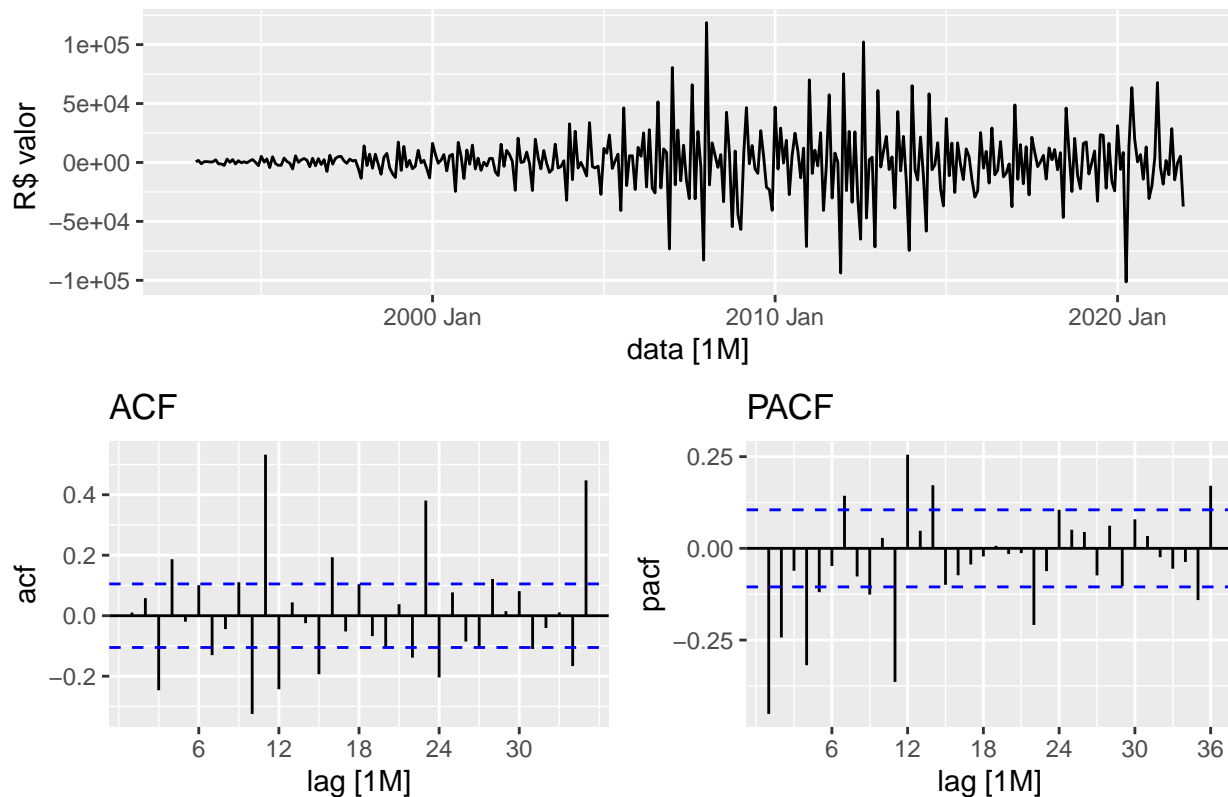 1e+05
5e+04
0e+00
−5e+04
−1e+05
R$ valor
2000 Jan 2010 Jan 2020 Jan
data [1M]
ACF
0.4
0.2
0.0
−0.2
acf
6 12 18 24 30
lag [1M]
PACF
0.25
0.00
−0.25
pacf
6 12 18 24 30 36
lag [1M]